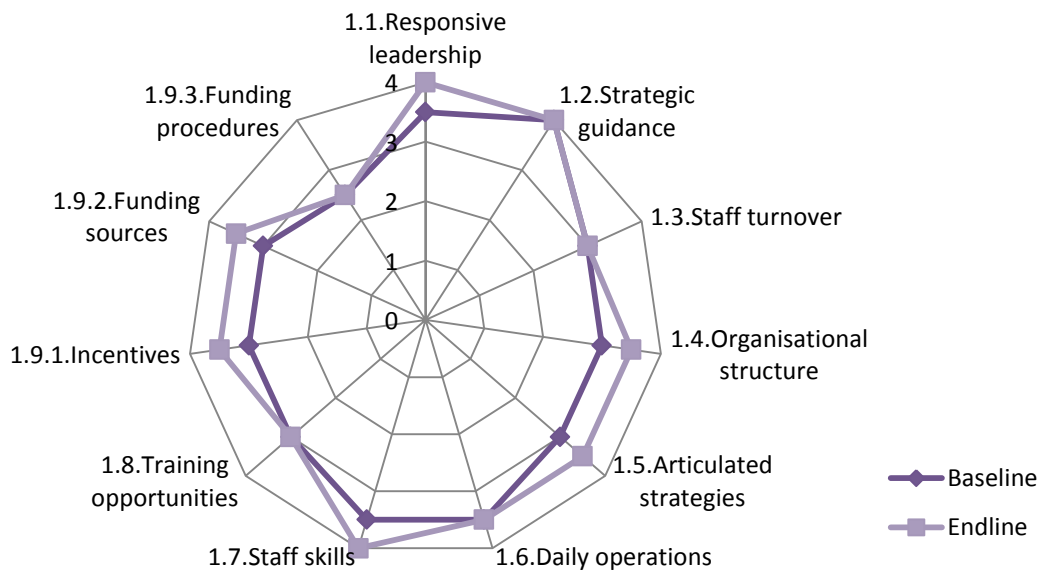 1.1.Responsive
leadership
1.2.Strategic
guidance
1.3.Staff turnover
1.4.Organisational
structure
1.5.Articulated
strategies
1.6.Daily operations
1.7.Staff skills
1.8.Training
opportunities
1.9.1.Incentives
1.9.2.Funding
sources
1.9.3.Funding
procedures
4
3
2
1
0
Baseline
Endline